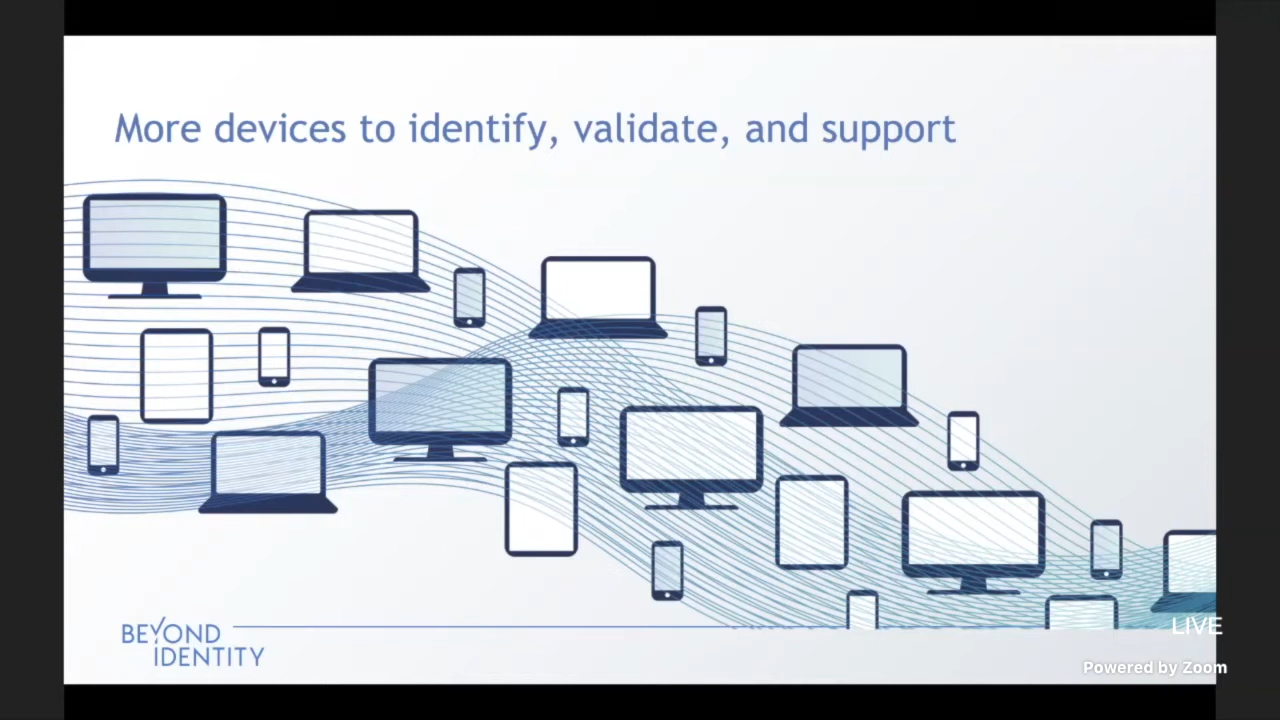 More devices to identify, validate, and support
BEYOND
IDENTITY
LIVE
Powered by Zoom